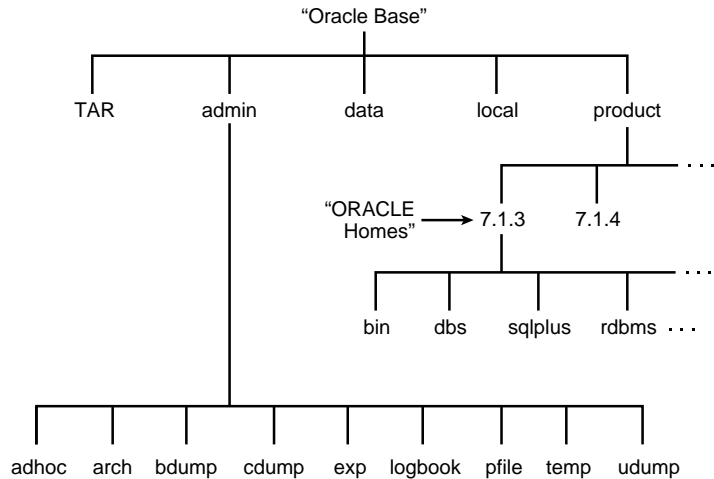 “Oracle Base”
TAR admin data local product
. . .
“ORACLE
Homes”
7.1.3 7.1.4
. . .
bin dbs sqlplus rdbms . . .
adhoc arch bdump cdump exp logbook pfile temp udump